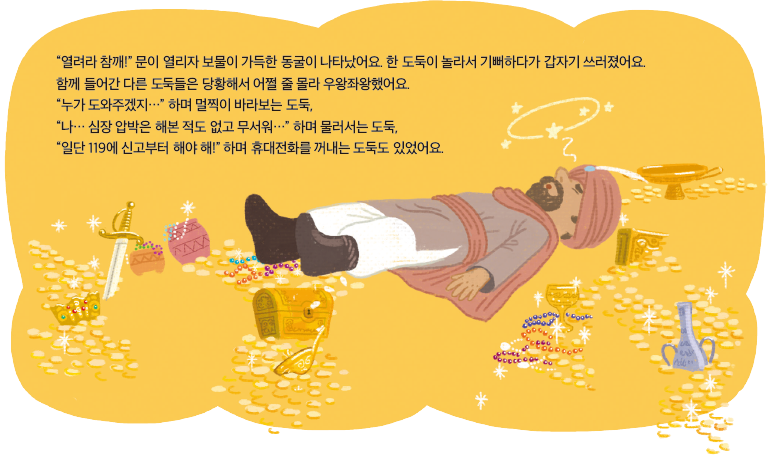 “열려라 참깨!” 문이 열리자 보물이 가득한 동굴이 나타났어요. 한 도둑이 놀라서 기뻐하다가 갑자기 쓰러졌어요.
함께 들어간 다른 도둑들은 당황해서 어쩔 줄 몰라 우왕좌왕했어요.
“누가 도와주겠지…” 하며 멀찍이 바라보는 도둑,
“나… 심장 압박은 해본 적도 없고 무서워…” 하며 물러서는 도둑,
“일단 119에 신고부터 해야 해!” 하며 휴대전화를 꺼내는 도둑도 있었어요.